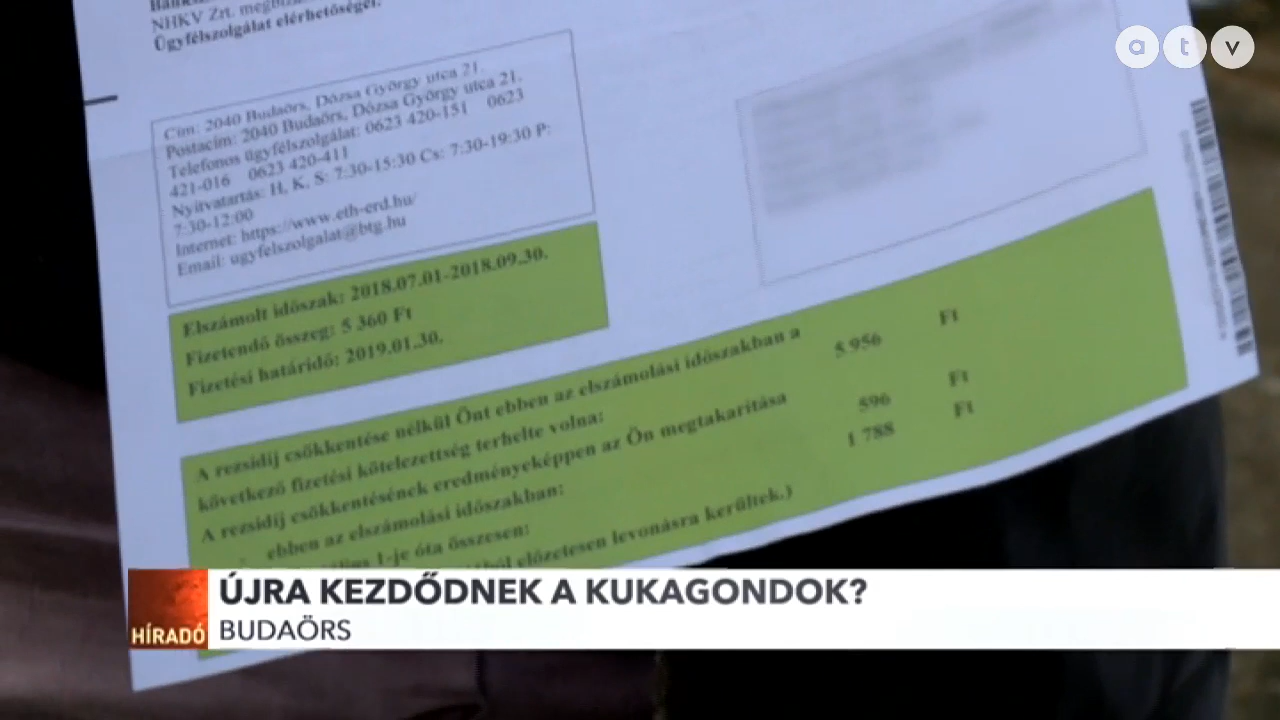 NHKV Zrt.
Ügyfélszolgálat elérhetőségei:
a t v
Cím: 2040 Budaörs, Dózsa György utca 21.
Postacím: 2040 Budaörs, Dózsa György utca 21.
Telefonos ügyfélszolgálat: 0623 420-151 0623
421-016 0623 420-411
Nyitvatartás: H, K, S: 7:30-15:30 Cs: 7:30-19:30 P:
7:30-12:00
Internet: https://www.eth-erd.hu/
Email: ugyfelszolgalat@btg.hu
Elszámolt időszak: 2018.07.01-2018.09.30.
Fizetendő összeg: 5 360 Ft
Fizetési határidő: 2019.01.30.
A rezsidíj csökkentése nélkül Önt ebben az elszámolási időszakban a 5 956 Ft
következő fizetési kötelezettség terhelte volna:
A rezsidíj csökkentésének eredményeképpen az Ön megtakarítása 596 Ft
ebben az elszámolási időszakban: 1 788 Ft
1-je óta összesen:
előzetesen levonásra kerültek.)
ÚJRA KEZDŐDNEK A KUKAGONDOK?
HÍRADÓ BUDAÖRS